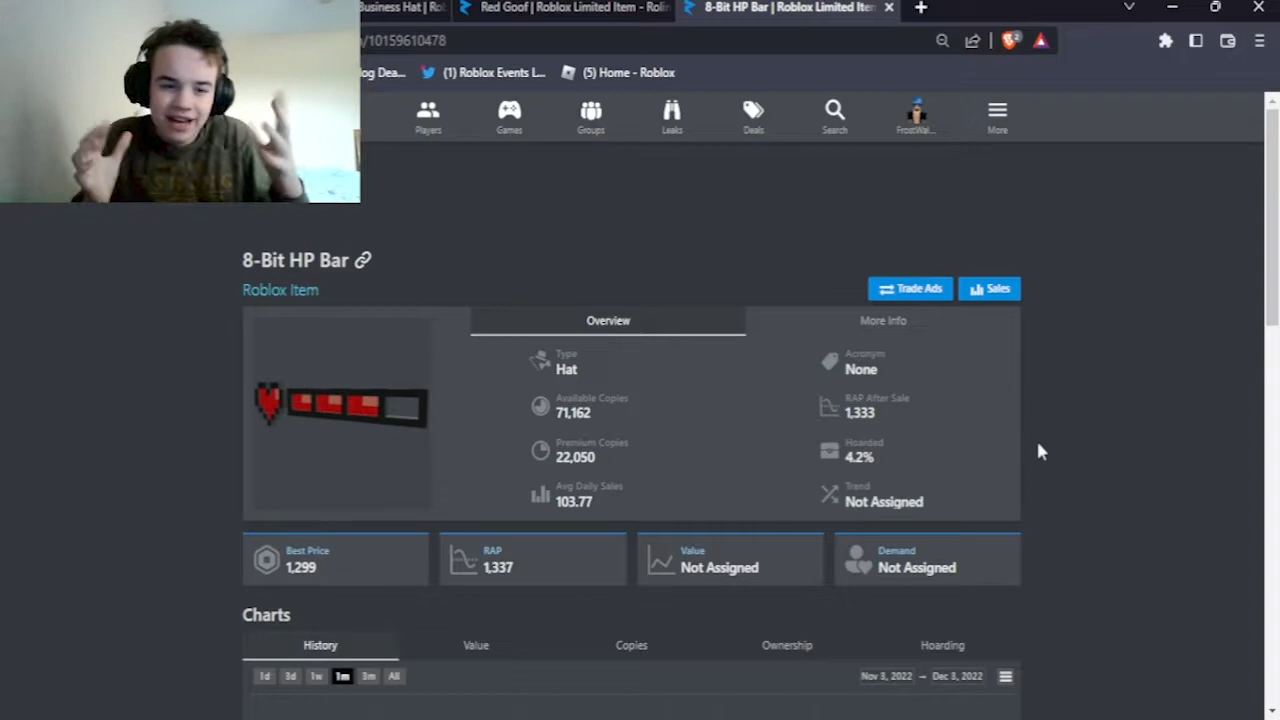 Business Hat | Rol
Red Goof | Roblox Limited Item - Rolin
8-Bit HP Bar | Roblox Limited Iter
/10159610478
2
log Dea...
(1) Roblox Events L...
(5) Home - Roblox
Players
Games
Groups
Leaks
Deals
Search
FrostWal...
More
8-Bit HP Bar
Roblox Item
Trade Ads
Sales
Overview
More Info
Type
Hat
Acronym
None
Available Copies
71,162
RAP After Sale
1,333
Premium Copies
22,050
Hoarded
4.2%
Avg Daily Sales
103.77
Trend
Not Assigned
Best Price
1,299
RAP
1,337
Value
Not Assigned
Demand
Not Assigned
Charts
History
Value
Copies
Ownership
Hoarding
1d 3d 1w 1m 3m All
Nov 3, 2022 → Dec 3, 2022